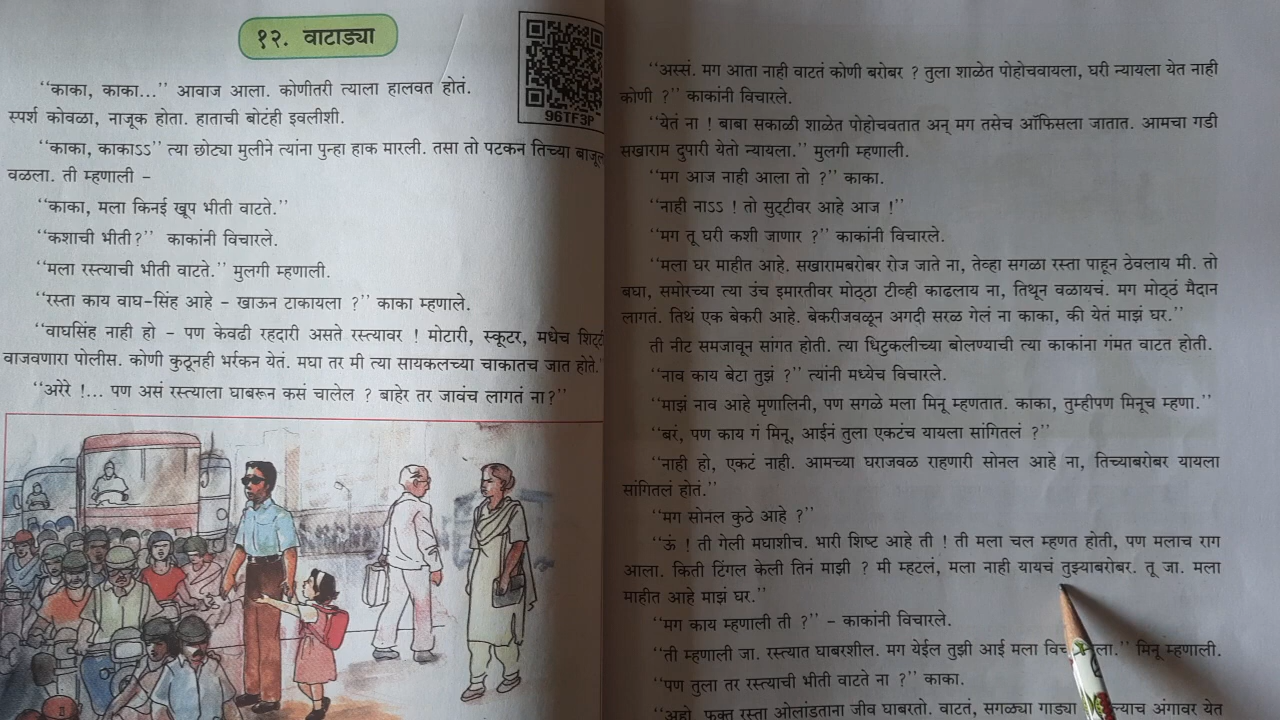 १२. वाटाड्या
96TF3P
“काका, काका...” आवाज आला. कोणीतरी त्याला हालवत होतं.
स्पर्श कोवळा, नाजूक होता. हाताची बोटंही इवलीशी.
“काका, काकाऽऽ” त्या छोट्या मुलीने त्यांना पुन्हा हाक मारली. तसा तो पटकन तिच्या बाजूला
वळला. ती म्हणाली –
“काका, मला किनई खूप भीती वाटते.”
“कशाची भीती?” काकांनी विचारले.
“मला रस्त्याची भीती वाटते.” मुलगी म्हणाली.
“रस्ता काय वाघ-सिंह आहे – खाऊन टाकायला ?” काका म्हणाले.
“वाघसिंह नाही हो – पण केवढी रहदारी असते रस्त्यावर ! मोटारी, स्कूटर, मधेच शिट्टी
वाजवणारा पोलीस. कोणी कुठूनही भर्रकन येतं. मघा तर मी त्या सायकलच्या चाकातच जात होते.”
“अरेरे !... पण असं रस्त्याला घाबरून कसं चालेल ? बाहेर तर जावंच लागतं ना?”
“अस्सं. मग आता नाही वाटतं कोणी बरोबर ? तुला शाळेत पोहोचवायला, घरी न्यायला येत नाही
कोणी ?” काकांनी विचारले.
“येतं ना ! बाबा सकाळी शाळेत पोहोचवतात अन् मग तसेच ऑफिसला जातात. आमचा गडी
सखाराम दुपारी येतो न्यायला.” मुलगी म्हणाली.
“मग आज नाही आला तो ?” काका.
“नाही नाऽऽ ! तो सुट्टीवर आहे आज !”
“मग तू घरी कशी जाणार ?” काकांनी विचारले.
“मला घर माहीत आहे. सखारामबरोबर रोज जाते ना, तेव्हा सगळा रस्ता पाहून ठेवलाय मी. तो
बघा, समोरच्या त्या उंच इमारतीवर मोठ्ठा टीव्ही काढलाय ना, तिथून वळायचं. मग मोठ्ठं मैदान
लागतं. तिथं एक बेकरी आहे. बेकरीजवळून अगदी सरळ गेलं ना काका, की येतं माझं घर.”
ती नीट समजावून सांगत होती. त्या धिटुकलीच्या बोलण्याची त्या काकांना गंमत वाटत होती.
“नाव काय बेटा तुझं ?” त्यांनी मध्येच विचारले.
“माझं नाव आहे मृणालिनी, पण सगळे मला मिनू म्हणतात. काका, तुम्हीपण मिनूच म्हणा.”
“बरं, पण काय गं मिनू, आईनं तुला एकटंच यायला सांगितलं ?”
“नाही हो, एकटं नाही. आमच्या घराजवळ राहणारी सोनल आहे ना, तिच्याबरोबर यायला
सांगितलं होतं.”
“मग सोनल कुठे आहे ?”
“ऊं ! ती गेली मघाशीच. भारी शिष्ट आहे ती ! ती मला चल म्हणत होती, पण मलाच राग
आला. किती टिंगल केली तिनं माझी ? मी म्हटलं, मला नाही यायचं तुझ्याबरोबर. तू जा. मला
माहीत आहे माझं घर.”
“मग काय म्हणाली ती ?” – काकांनी विचारले.
“ती म्हणाली जा. रस्त्यात घाबरशील. मग येईल तुझी आई मला मिनू म्हणाली.
“पण तुला तर रस्त्याची भीती वाटते ना ?” काका.
“अहो, फक्त रस्ता ओलांडताना जीव घाबरतो. वाटतं, सगळ्या गाड्या अंगावर येत